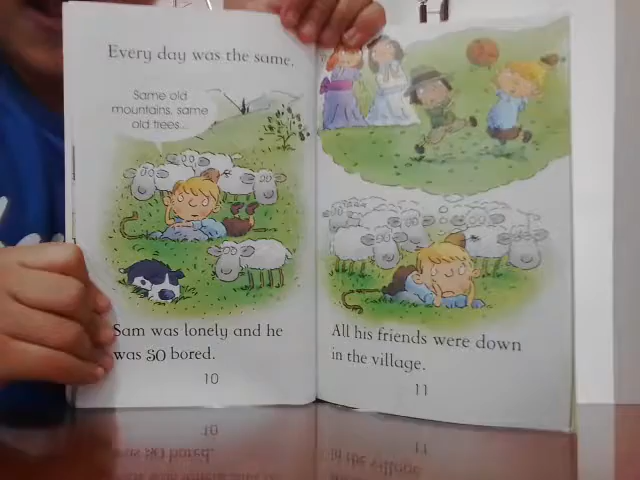 Every day was the same.
Same old
mountains, same
old trees...
Sam was lonely and he
was SO bored.
10
All his friends were down
in the village.
11